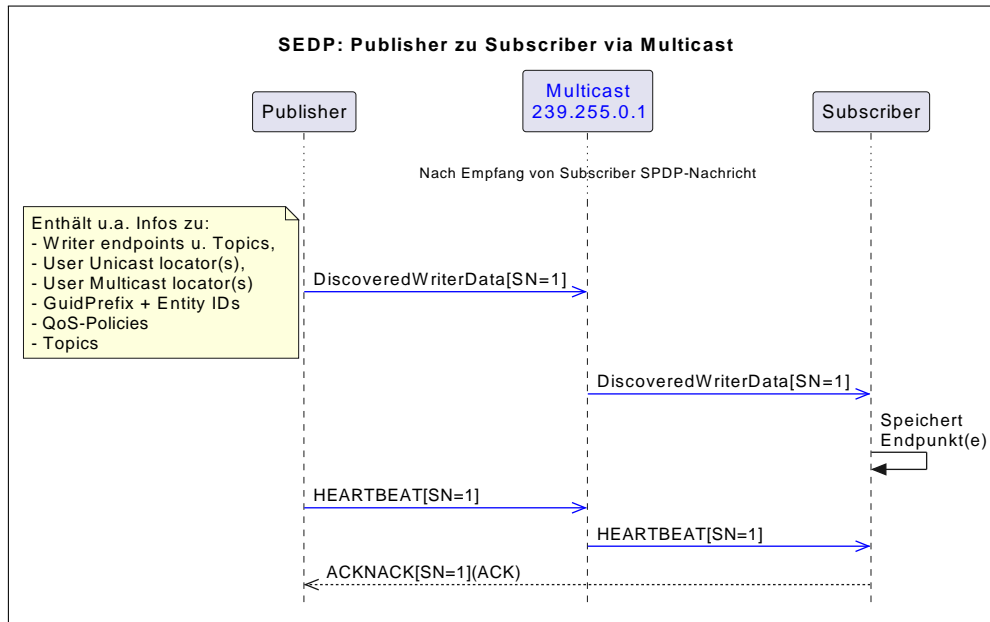 SEDP: Publisher zu Subscriber via Multicast
Publisher
Multicast
239.255.0.1
Subscriber
Nach Empfang von Subscriber SPDP-Nachricht
Enthält u.a. Infos zu:
- Writer endpoints u. Topics,
- User Unicast locator(s),
- User Multicast locator(s)
- GuidPrefix + Entity IDs
- QoS-Policies
- Topics
DiscoveredWriterData[SN=1]
DiscoveredWriterData[SN=1]
Speichert
Endpunkt(e)
HEARTBEAT[SN=1]
HEARTBEAT[SN=1]
ACKNACK[SN=1](ACK)